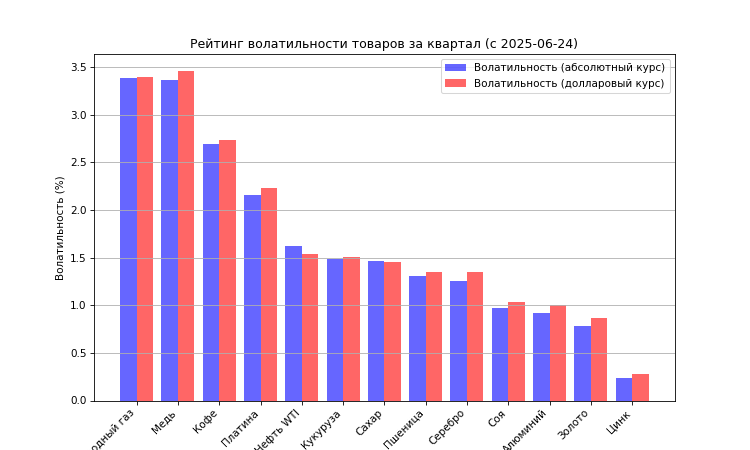 Рейтинг волатильности товаров за квартал (с 2025-06-24)
Волатильность (абсолютный курс)
Волатильность (долларовый курс)
Волатильность (%)
3.5
3.0
2.5
2.0
1.5
1.0
0.5
0.0
одный газ
Медь
Кофе
Платина
Нефть WTI
Кукуруза
Сахар
Пшеница
Серебро
Соя
Алюминий
Золото
Цинк